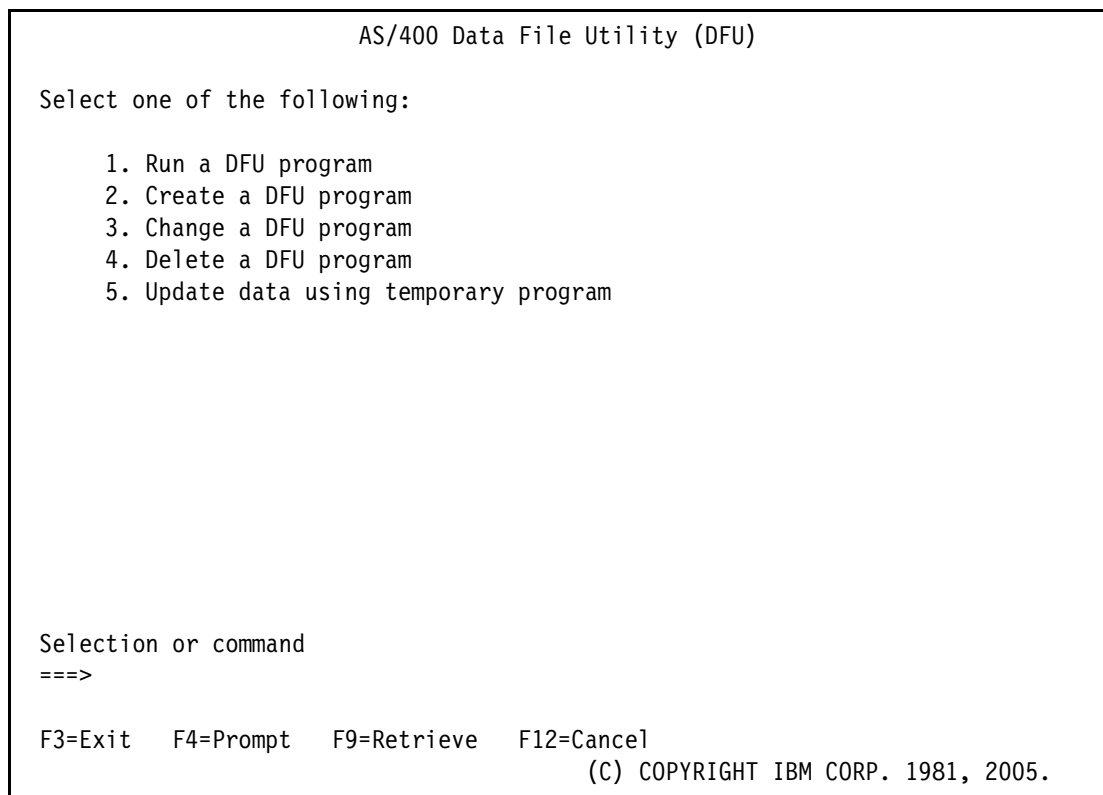 AS/400 Data File Utility (DFU)
Select one of the following:
1. Run a DFU program
2. Create a DFU program
3. Change a DFU program
4. Delete a DFU program
5. Update data using temporary program
Selection or command
===>
F3=Exit F4=Prompt F9=Retrieve F12=Cancel
(C) COPYRIGHT IBM CORP. 1981, 2005.